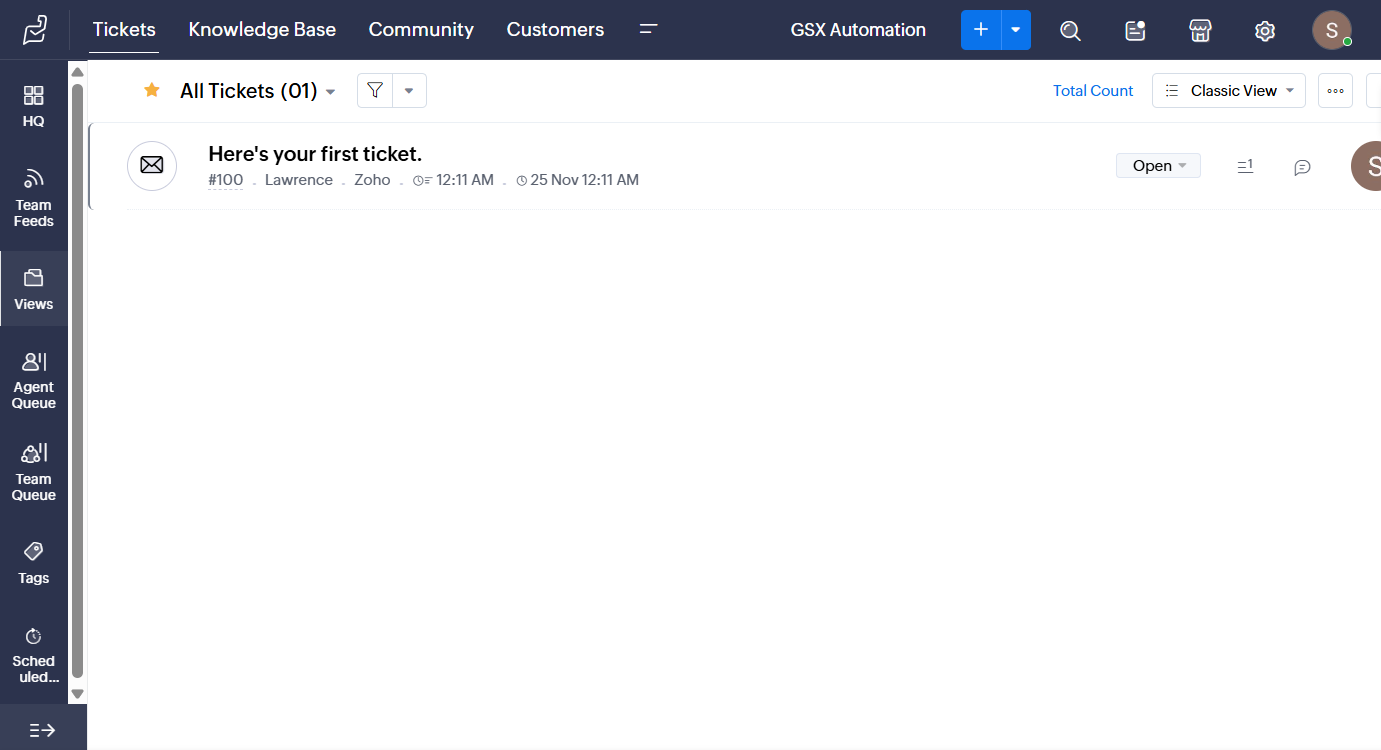 Tickets Knowledge Base Community Customers GSX Automation S
HQ
Team
Feeds
Views
Agent
Queue
Team
Queue
Tags
Sched
uled...
All Tickets (01) Total Count Classic View
Here's your first ticket.
#100 . Lawrence . Zoho . 12:11 AM . 25 Nov 12:11 AM
Open 1 S